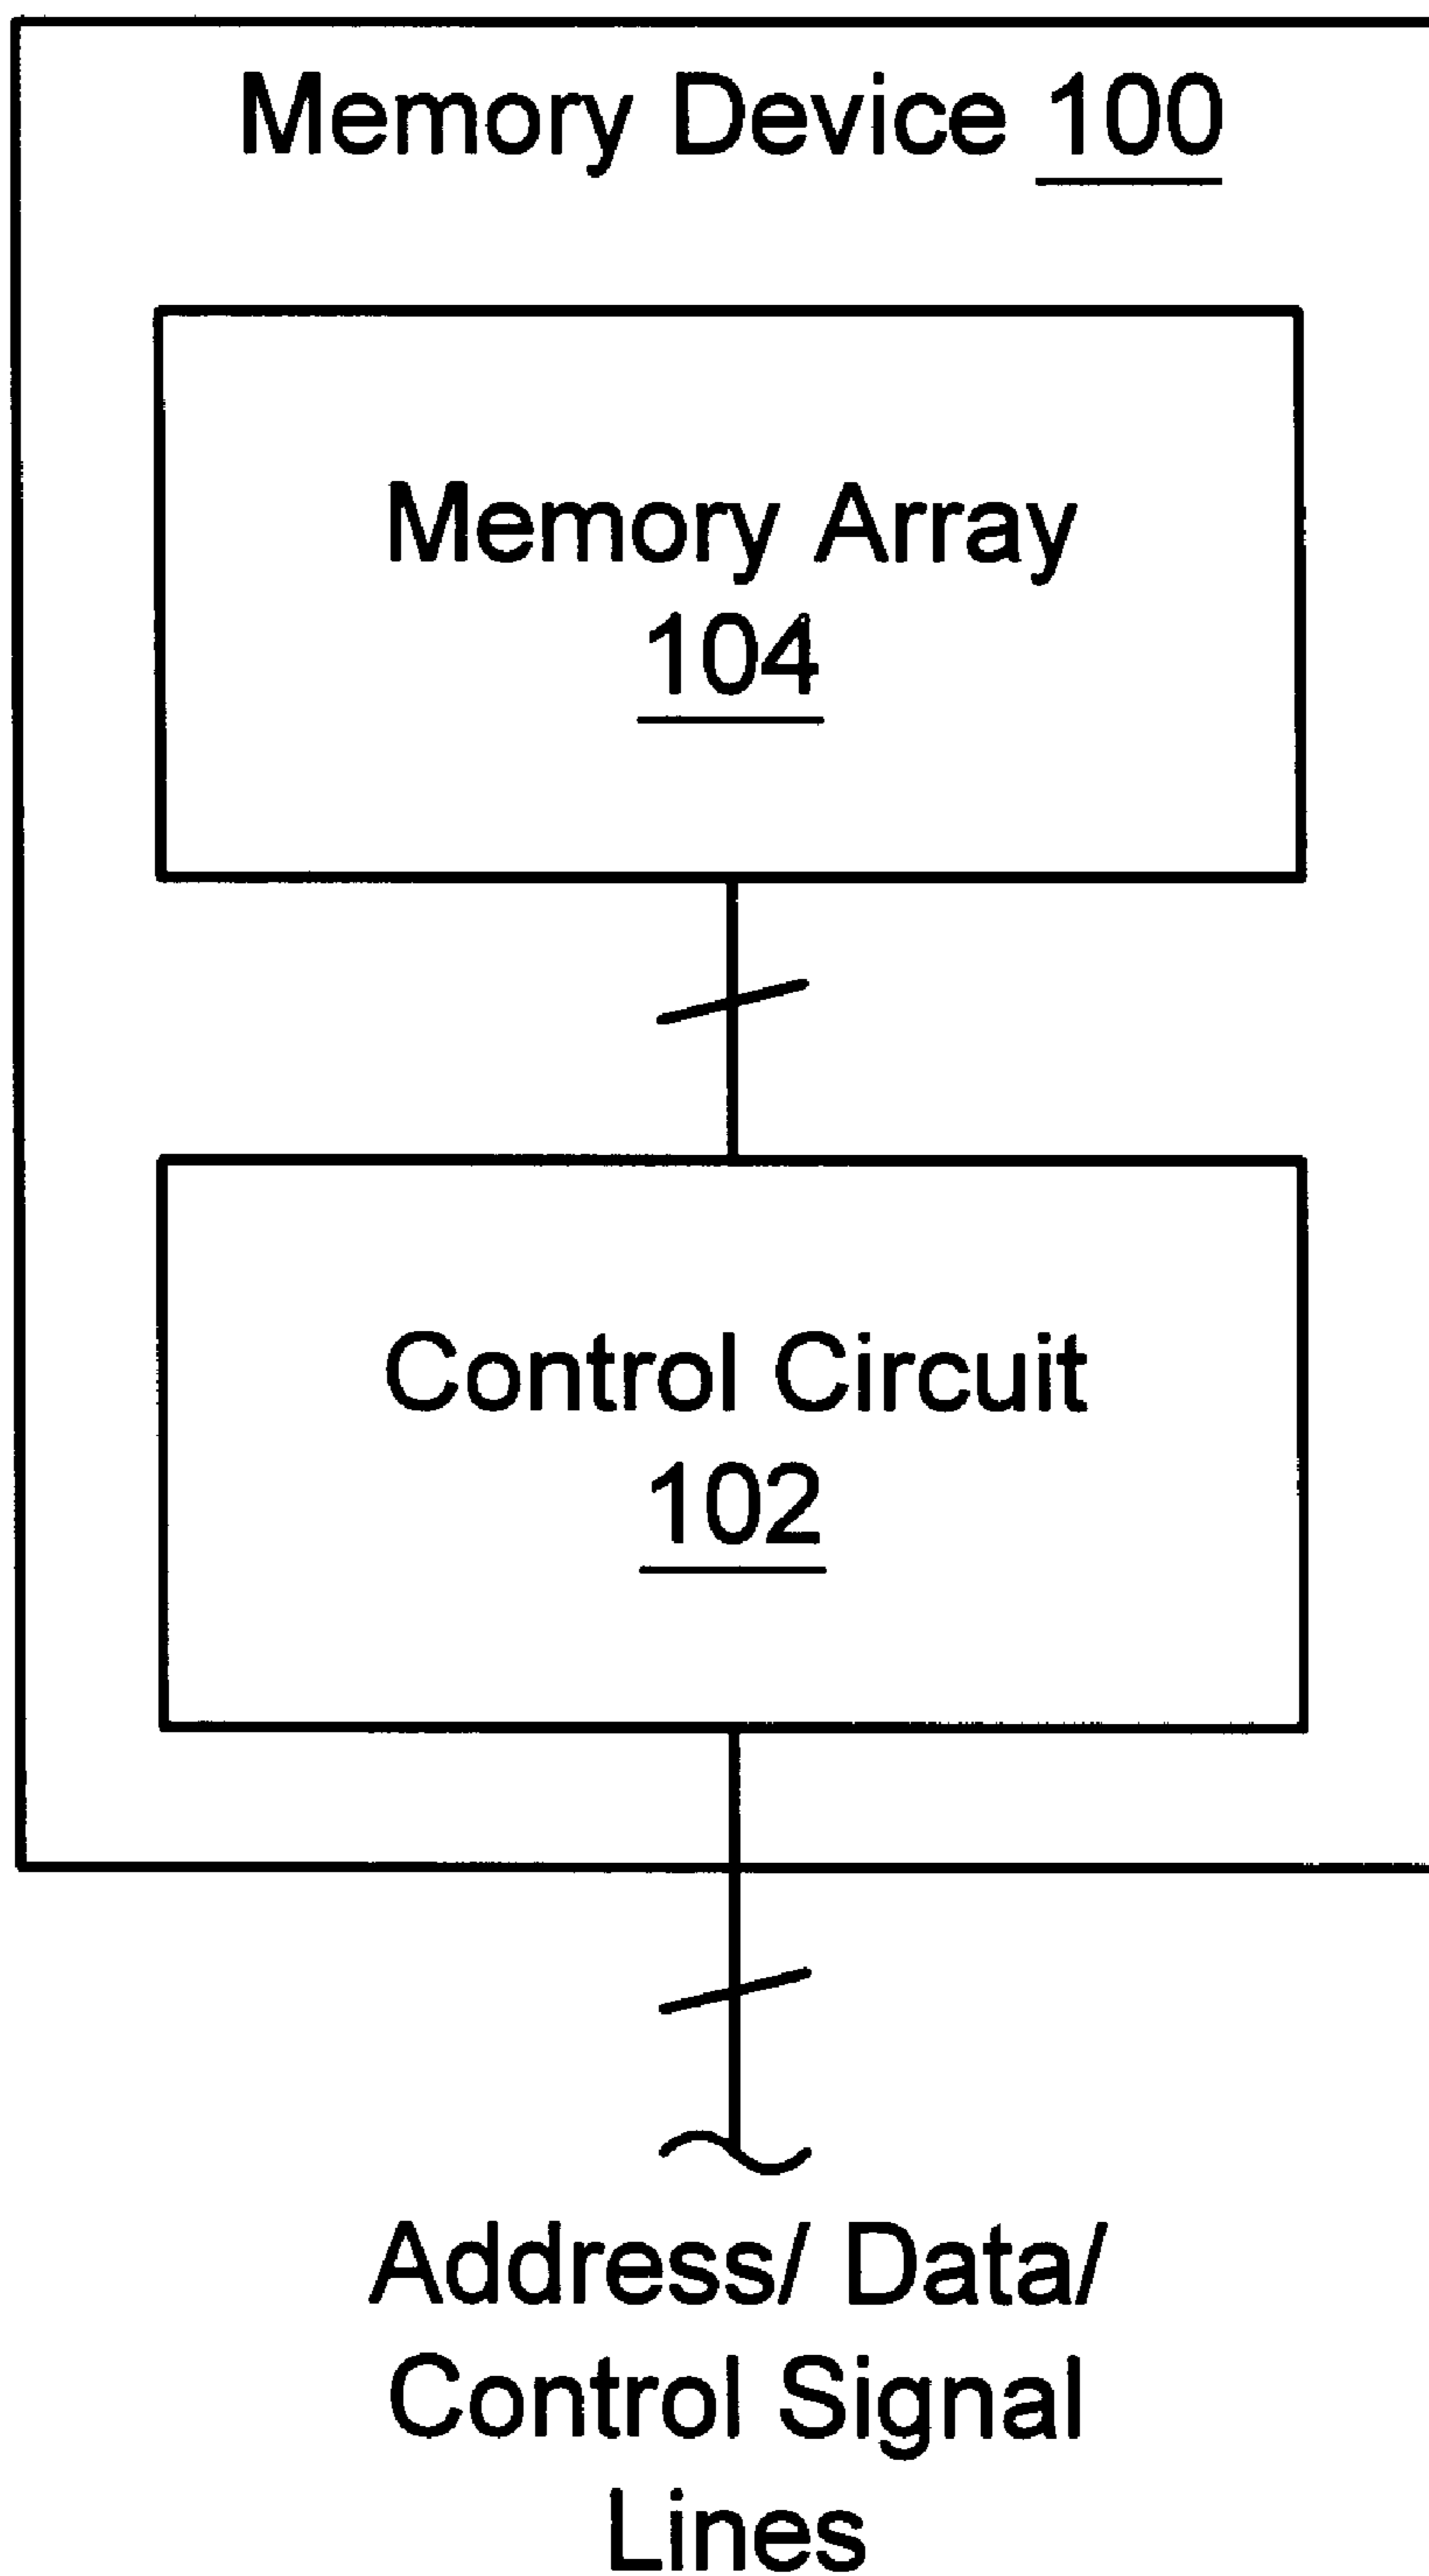 Memory Device 100
Memory Array
104
Control Circuit
102
Address/ Data/
Control Signal
Lines